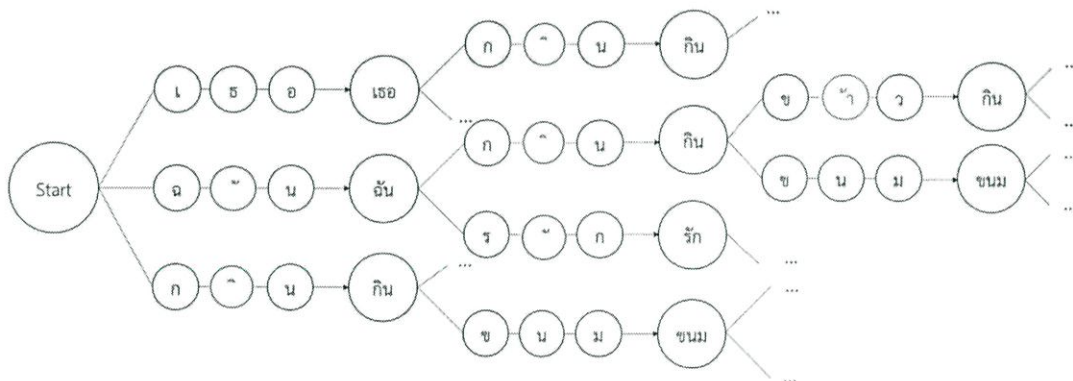 ก ิ น กิน ...
เ ธ อ เธอ ...
ข ้า ว กิน ... ...
ก ิ น กิน
ข น ม ขนม ... ...
Start
ฉ ั น ฉัน
ร ั ก รัก ...
ก ิ น กิน ...
ข น ม ขนม ... ...